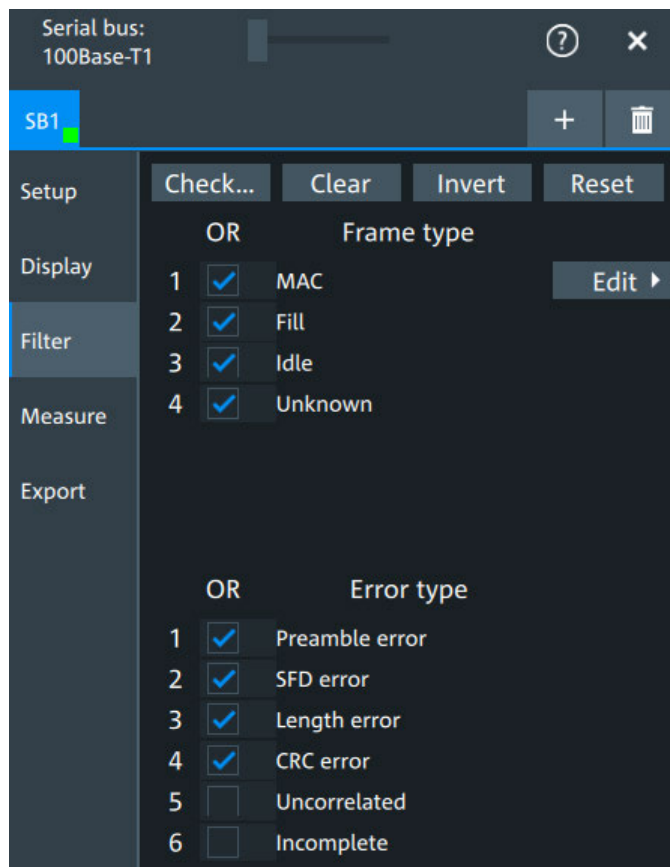 Serial bus:
100Base-T1
?
SB1
+
Setup
Display
Filter
Measure
Export
Check... Clear Invert Reset
OR Frame type
1 MAC Edit
2 Fill
3 Idle
4 Unknown
OR Error type
1 Preamble error
2 SFD error
3 Length error
4 CRC error
5 Uncorrelated
6 Incomplete